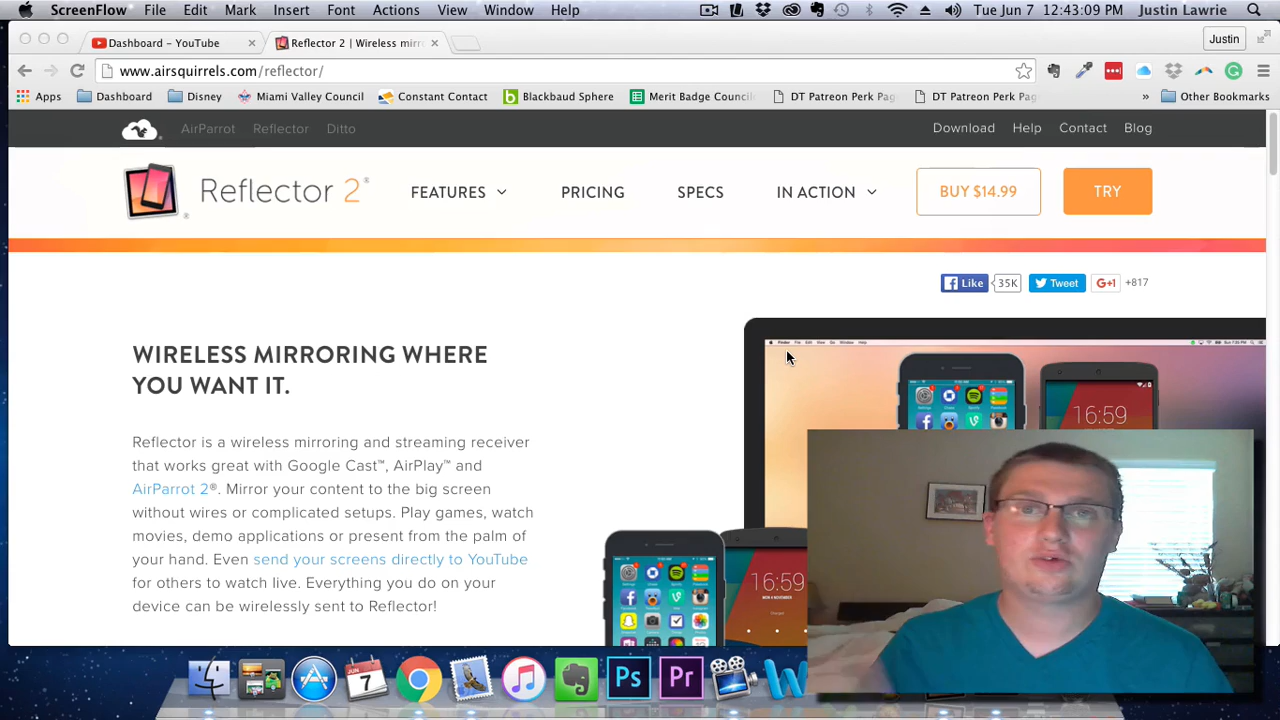 ScreenFlow File Edit Mark Insert Font Actions View Window Help Tue Jun 7 12:43:09 PM Justin Lawrie
Dashboard - YouTube Reflector 2 | Wireless mirro Justin
www.airsquirrels.com/reflector/
Apps Dashboard Disney Miami Valley Council Constant Contact Blackbaud Sphere Merit Badge Counci DT Patreon Perk Pag DT Patreon Perk Pag » Other Bookmarks
AirParrot Reflector Ditto Download Help Contact Blog
Reflector 2® FEATURES PRICING SPECS IN ACTION BUY $14.99 TRY
Like 35K Tweet G+1 +817
WIRELESS MIRRORING WHERE
YOU WANT IT.
Reflector is a wireless mirroring and streaming receiver
that works great with Google Cast™, AirPlay™ and
AirParrot 2®. Mirror your content to the big screen
without wires or complicated setups. Play games, watch
movies, demo applications or present from the palm of
your hand. Even send your screens directly to YouTube
for others to watch live. Everything you do on your
device can be wirelessly sent to Reflector!
16:59
16:59
JUN
7
Ps Pr W